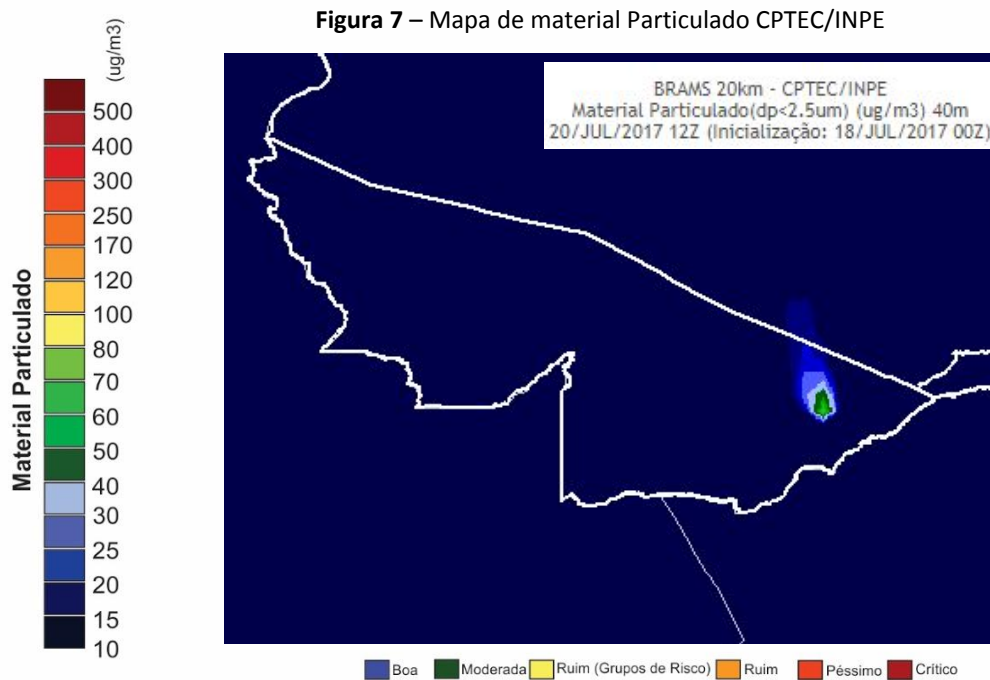 Figura 7 – Mapa de material Particulado CPTEC/INPE
BRAMS 20km - CPTEC/INPE
Material Particulado(dp<2.5um) (ug/m3) 40m
20/JUL/2017 12Z (Inicialização: 18/JUL/2017 00Z)
(ug/m3)
Material Particulado
500
400
300
250
170
120
100
80
70
60
50
40
30
25
20
15
10
Boa Moderada Ruim (Grupos de Risco) Ruim Péssimo Crítico